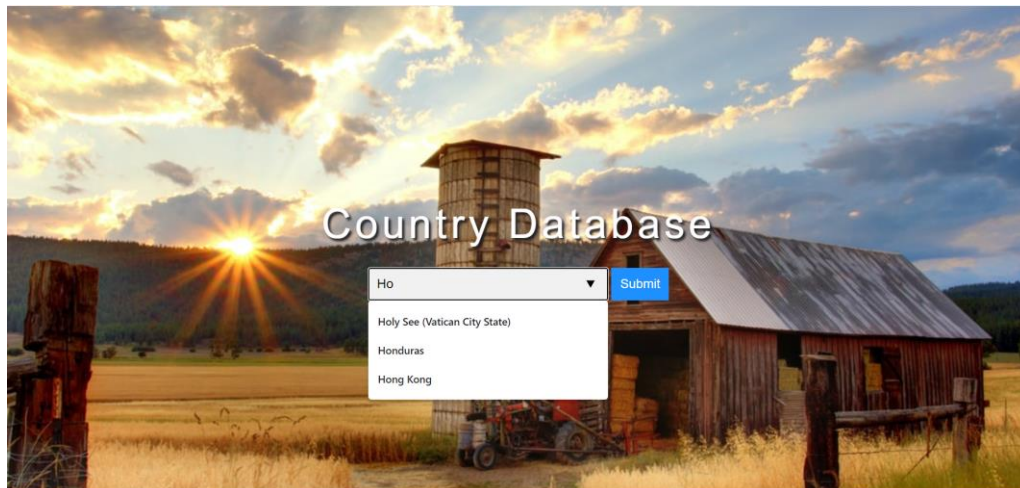 Country Database
Ho
Submit
Holy See (Vatican City State)
Honduras
Hong Kong